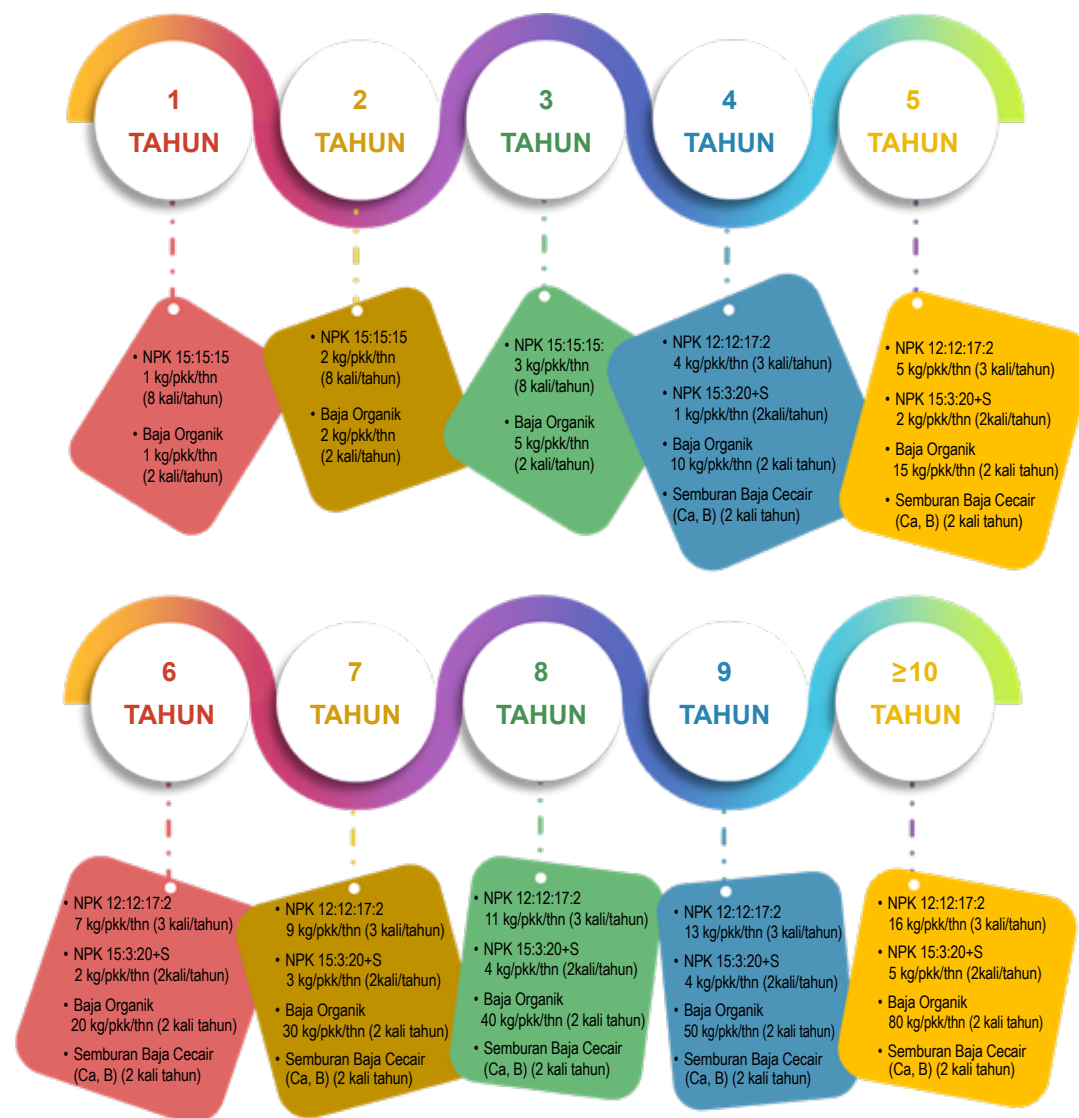 1
TAHUN
2
TAHUN
3
TAHUN
4
TAHUN
5
TAHUN
• NPK 15:15:15
1 kg/pkk/thn
(8 kali/tahun)
• Baja Organik
1 kg/pkk/thn
(2 kali/tahun)
• NPK 15:15:15
2 kg/pkk/thn
(8 kali/tahun)
• Baja Organik
2 kg/pkk/thn
(2 kali/tahun)
• NPK 15:15:15:
3 kg/pkk/thn
(8 kali/tahun)
• Baja Organik
5 kg/pkk/thn
(2 kali/tahun)
• NPK 12:12:17:2
4 kg/pkk/thn (3 kali/tahun)
• NPK 15:3:20+S
1 kg/pkk/thn (2kali/tahun)
• Baja Organik
10 kg/pkk/thn (2 kali tahun)
• Semburan Baja Cecair
(Ca, B) (2 kali tahun)
• NPK 12:12:17:2
5 kg/pkk/thn (3 kali/tahun)
• NPK 15:3:20+S
2 kg/pkk/thn (2kali/tahun)
• Baja Organik
15 kg/pkk/thn (2 kali tahun)
• Semburan Baja Cecair
(Ca, B) (2 kali tahun)
6
TAHUN
7
TAHUN
8
TAHUN
9
TAHUN
≥10
TAHUN
• NPK 12:12:17:2
7 kg/pkk/thn (3 kali/tahun)
• NPK 15:3:20+S
2 kg/pkk/thn (2kali/tahun)
• Baja Organik
20 kg/pkk/thn (2 kali tahun)
• Semburan Baja Cecair
(Ca, B) (2 kali tahun)
• NPK 12:12:17:2
9 kg/pkk/thn (3 kali/tahun)
• NPK 15:3:20+S
3 kg/pkk/thn (2kali/tahun)
• Baja Organik
30 kg/pkk/thn (2 kali tahun)
• Semburan Baja Cecair
(Ca, B) (2 kali tahun)
• NPK 12:12:17:2
11 kg/pkk/thn (3 kali/tahun)
• NPK 15:3:20+S
4 kg/pkk/thn (2kali/tahun)
• Baja Organik
40 kg/pkk/thn (2 kali tahun)
• Semburan Baja Cecair
(Ca, B) (2 kali tahun)
• NPK 12:12:17:2
13 kg/pkk/thn (3 kali/tahun)
• NPK 15:3:20+S
4 kg/pkk/thn (2kali/tahun)
• Baja Organik
50 kg/pkk/thn (2 kali tahun)
• Semburan Baja Cecair
(Ca, B) (2 kali tahun)
• NPK 12:12:17:2
16 kg/pkk/thn (3 kali/tahun)
• NPK 15:3:20+S
5 kg/pkk/thn (2kali/tahun)
• Baja Organik
80 kg/pkk/thn (2 kali tahun)
• Semburan Baja Cecair
(Ca, B) (2 kali tahun)